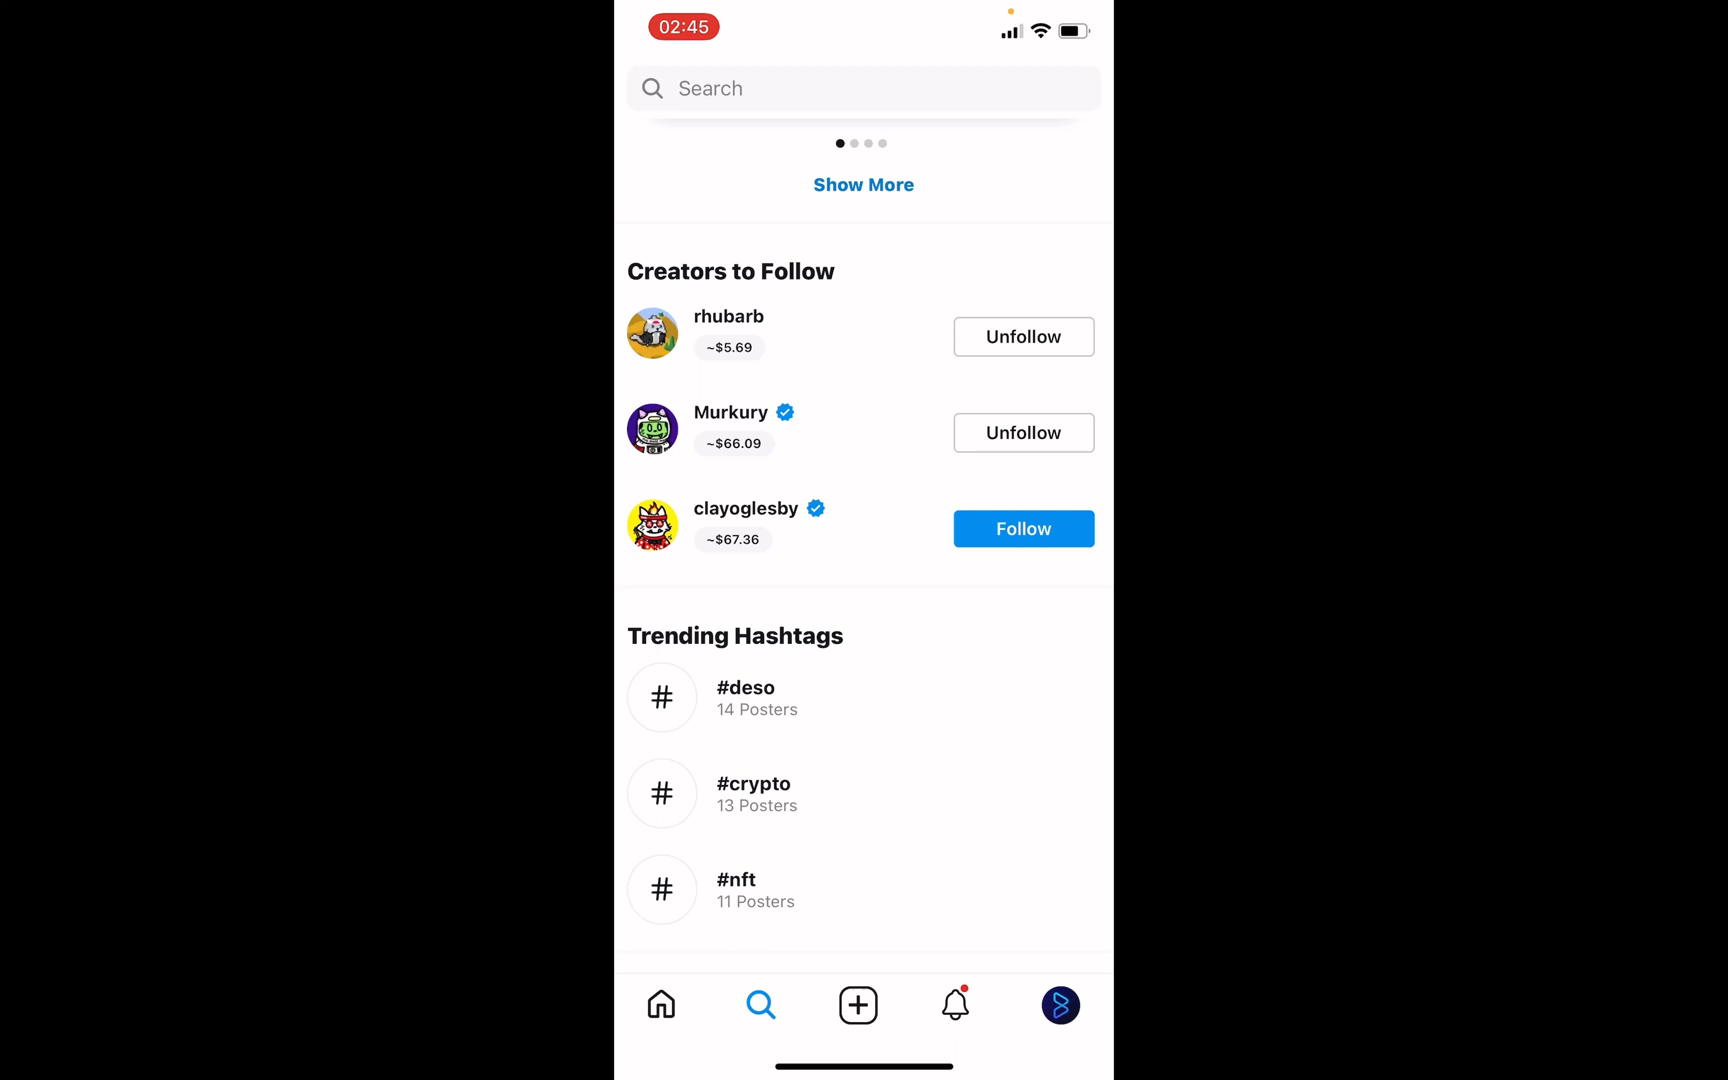 02:45
Search
Show More
Creators to Follow
rhubarb
~$5.69
Unfollow
Murkury
~$66.09
Unfollow
clayoglesby
~$67.36
Follow
Trending Hashtags
#
#deso
14 Posters
#
#crypto
13 Posters
#
#nft
11 Posters